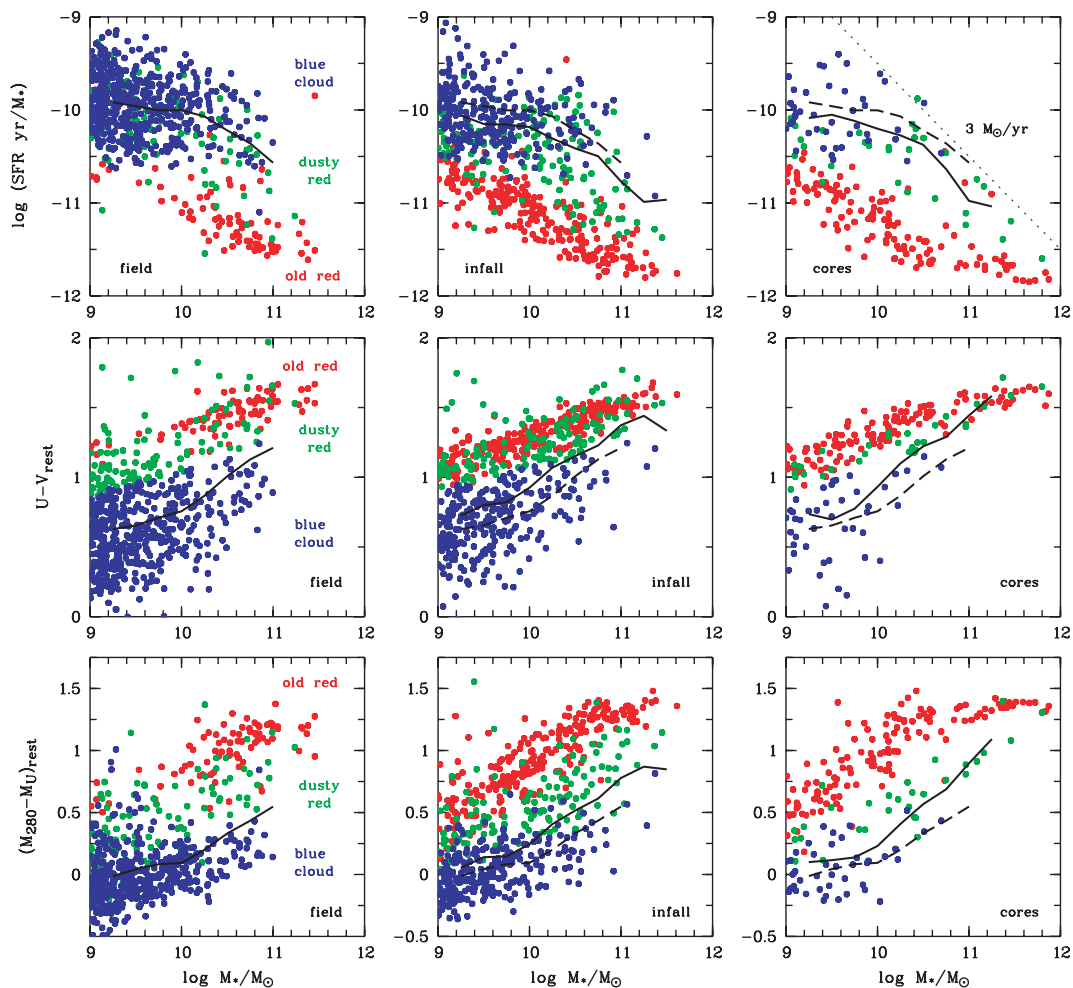 -9
-10
-11
-12
log (SFR yr/M*)
blue
cloud
dusty
red
old red
field
9 10 11 12
-9
-10
-11
-12
infall
9 10 11 12
-9
-10
-11
-12
3 M⊙/yr
cores
9 10 11 12
2
1
0
U-Vrest
old red
dusty
red
blue
cloud
field
9 10 11 12
2
1
0
infall
9 10 11 12
2
1
0
cores
9 10 11 12
1.5
1
0.5
0
(M280-MU)rest
old red
dusty
red
blue
cloud
field
9 10 11 12
log M*/M⊙
1.5
1
0.5
0
-0.5
infall
9 10 11 12
log M*/M⊙
1.5
1
0.5
0
-0.5
cores
9 10 11 12
log M*/M⊙